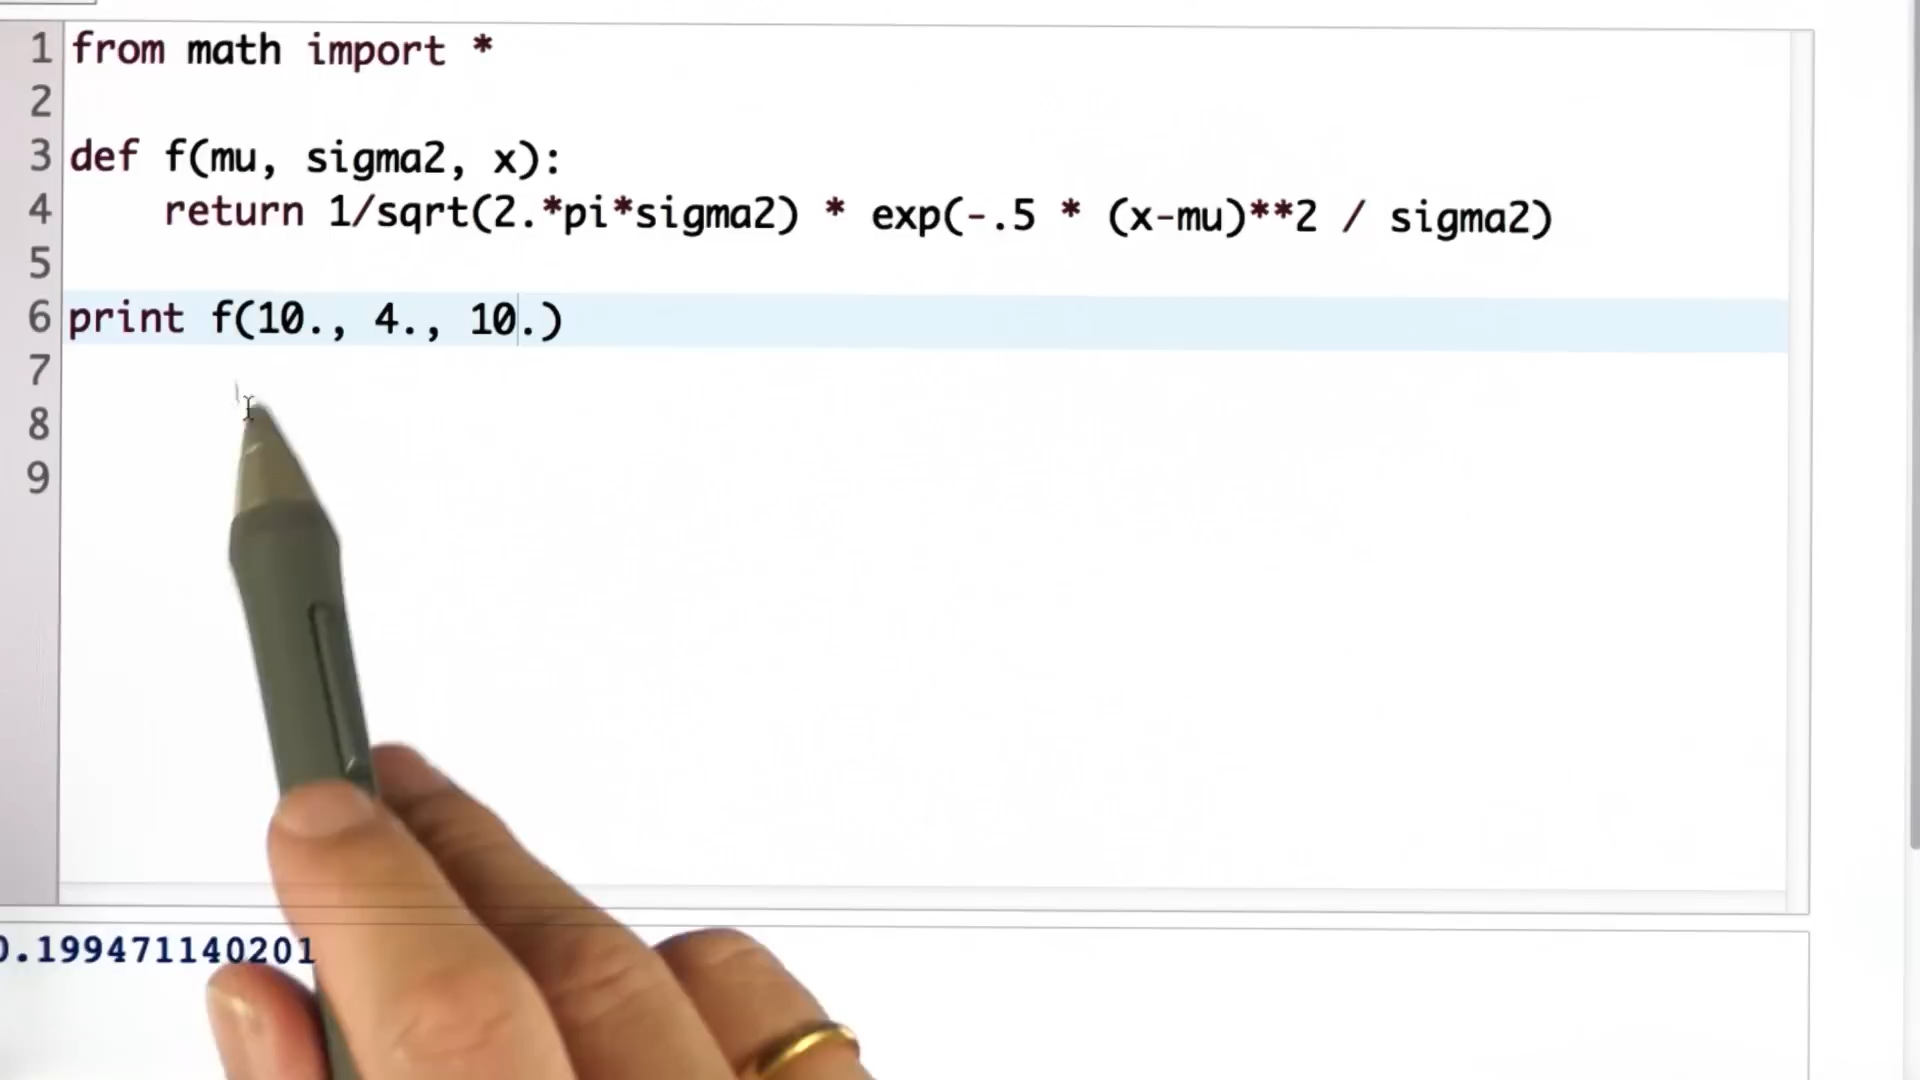 1 from math import *
2
3 def f(mu, sigma2, x):
4     return 1/sqrt(2.*pi*sigma2) * exp(-.5 * (x-mu)**2 / sigma2)
5
6 print f(10., 4., 10.)
7
8
9
0.199471140201